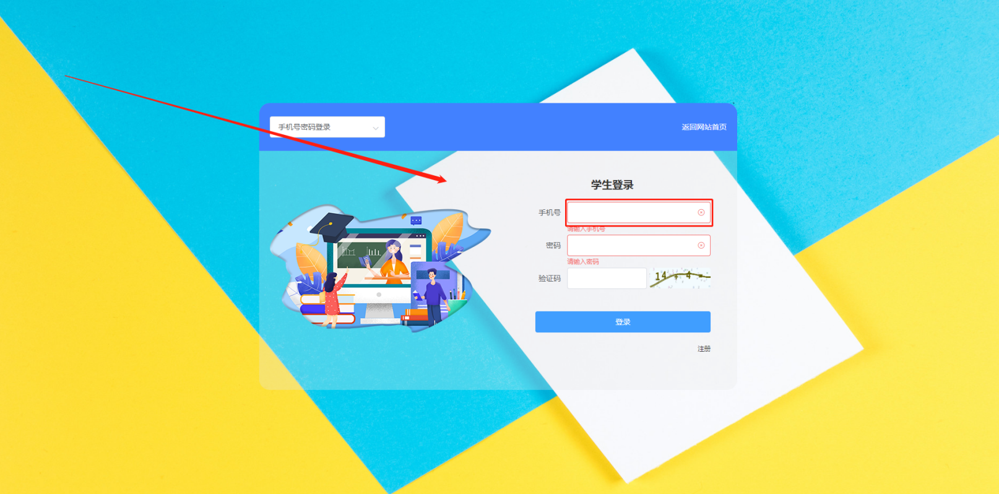 手机号密码登录
返回网站首页
学生登录
手机号
请输入手机号
密码
请输入密码
验证码
14 + 4 =
登录
注册